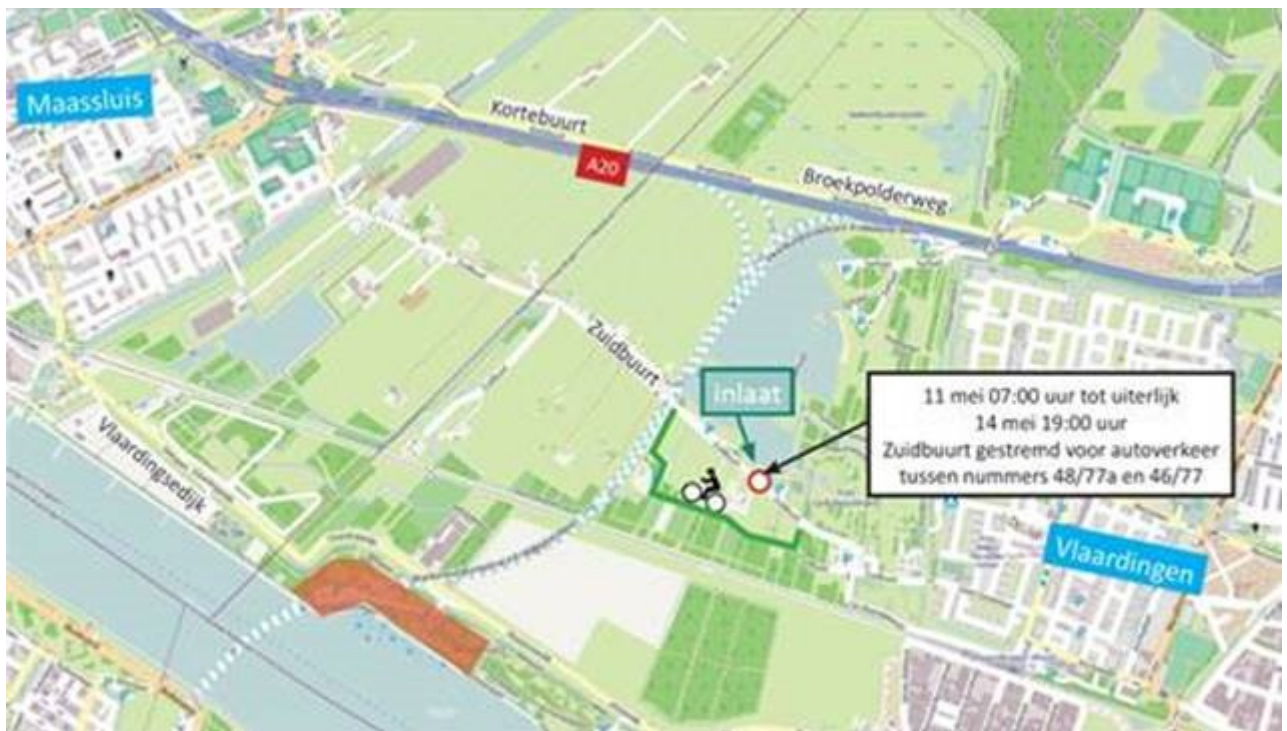 Maassluis
Kortebuurt
A20
Broekpolderweg
Zuidbuurt
inlaat
11 mei 07:00 uur tot uiterlijk
14 mei 19:00 uur
Zuidbuurt gestremd voor autoverkeer
tussen nummers 48/77a en 46/77
Vlaardingsedijk
Vlaardingen